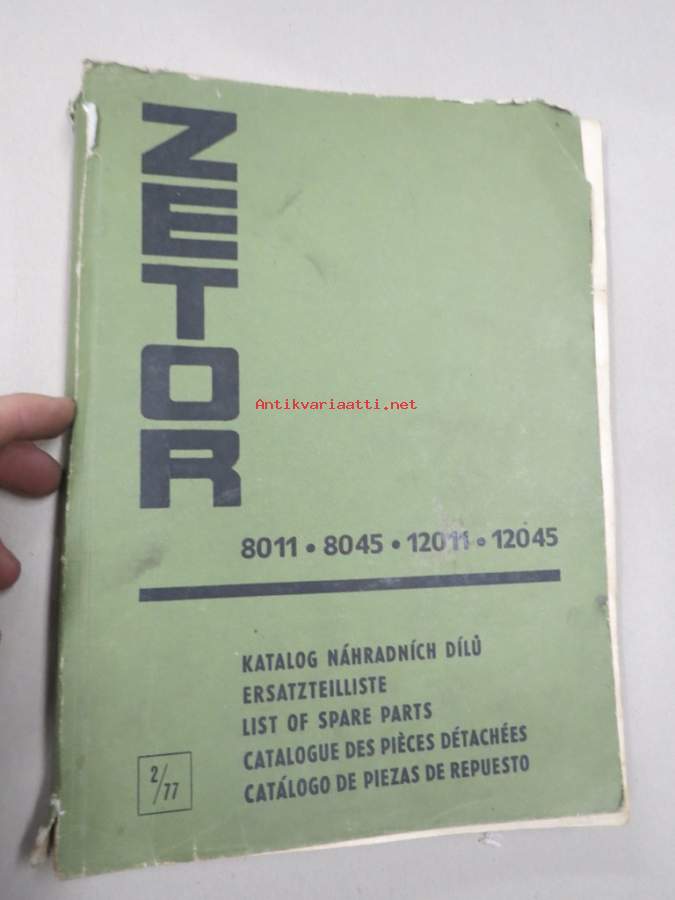 ZETOR
Antikvariaatti.net
8011 • 8045 • 12011 • 12045
KATALOG NÁHRADNÍCH DÍLŮ
ERSATZTEILLISTE
LIST OF SPARE PARTS
CATALOGUE DES PIÈCES DÉTACHÉES
CATÁLOGO DE PIEZAS DE REPUESTO
2/77